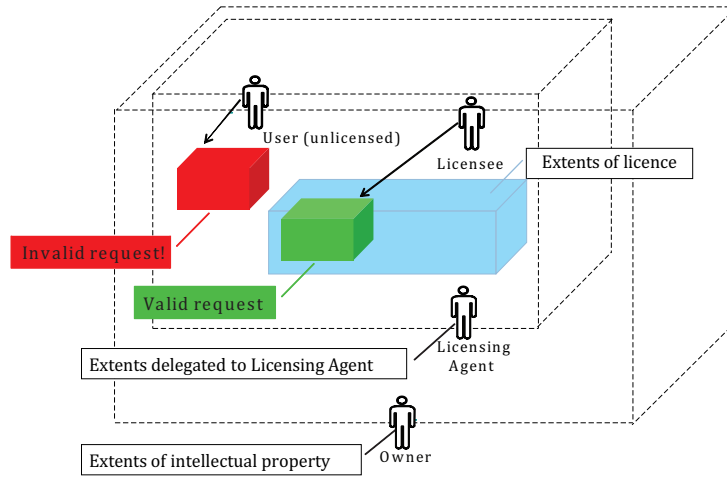 User (unlicensed)
Licensee
Extents of licence
Invalid request!
Valid request
Licensing
Agent
Extents delegated to Licensing Agent
Owner
Extents of intellectual property